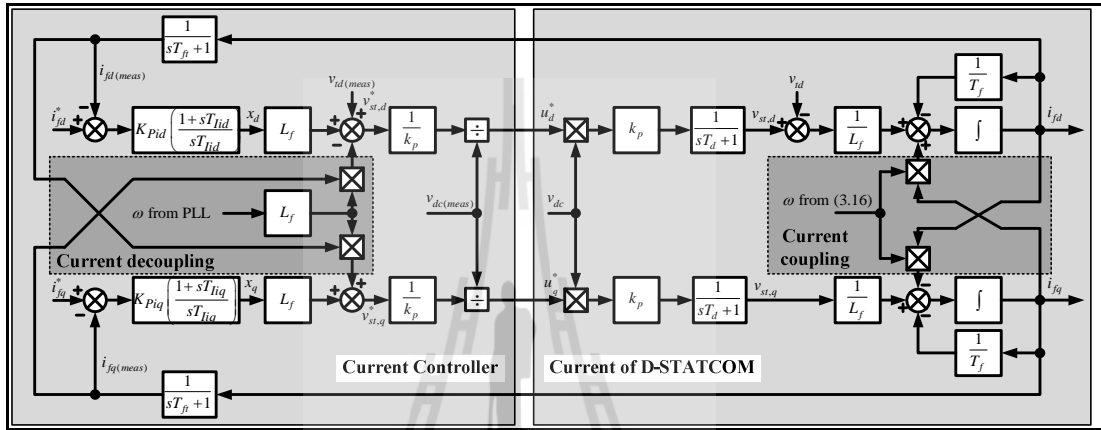 1
sT_ft + 1
i_fd(meas)
v_td(meas)
v*_st,d
v_td
1
T_f
i*_fd
+
−
K_Pid (1 + sT_Iid / sT_Iid)
x_d
L_f
+
+
−
1
k_p
÷
u*_d
k_p
1
sT_d + 1
v_st,d
+
−
1
L_f
+
−
+
∫
i_fd
ω from PLL
L_f
Current decoupling
v_dc(meas)
v_dc
ω from (3.16)
Current coupling
i*_fq
+
−
K_Piq (1 + sT_Iiq / sT_Iiq)
x_q
L_f
+
+
v*_st,q
1
k_p
÷
u*_q
k_p
1
sT_d + 1
v_st,q
1
L_f
+
−
−
∫
i_fq
1
T_f
i_fq(meas)
1
sT_ft + 1
Current Controller
Current of D-STATCOM